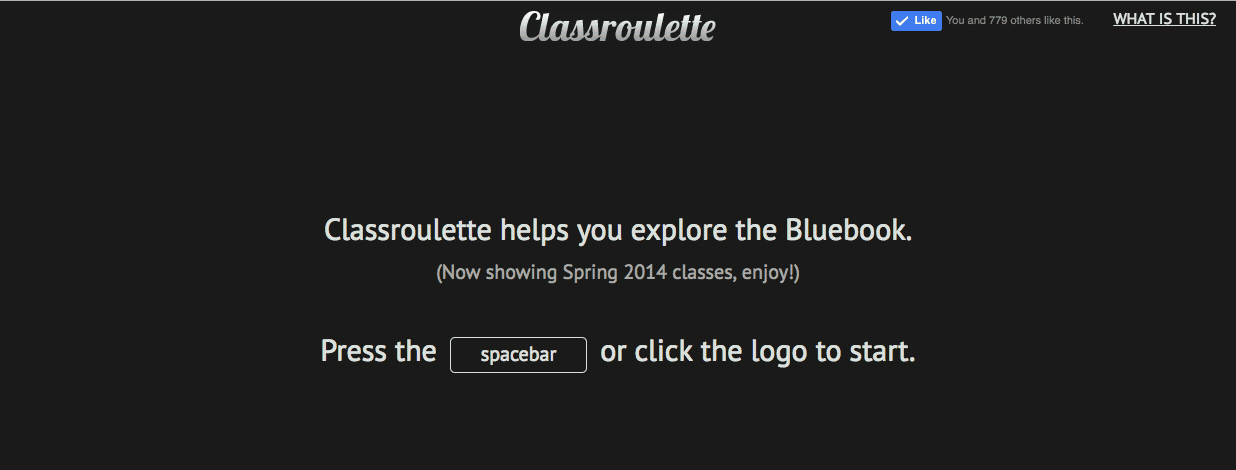 Classroulette
Like You and 779 others like this.
WHAT IS THIS?
Classroulette helps you explore the Bluebook.
(Now showing Spring 2014 classes, enjoy!)
Press the spacebar or click the logo to start.